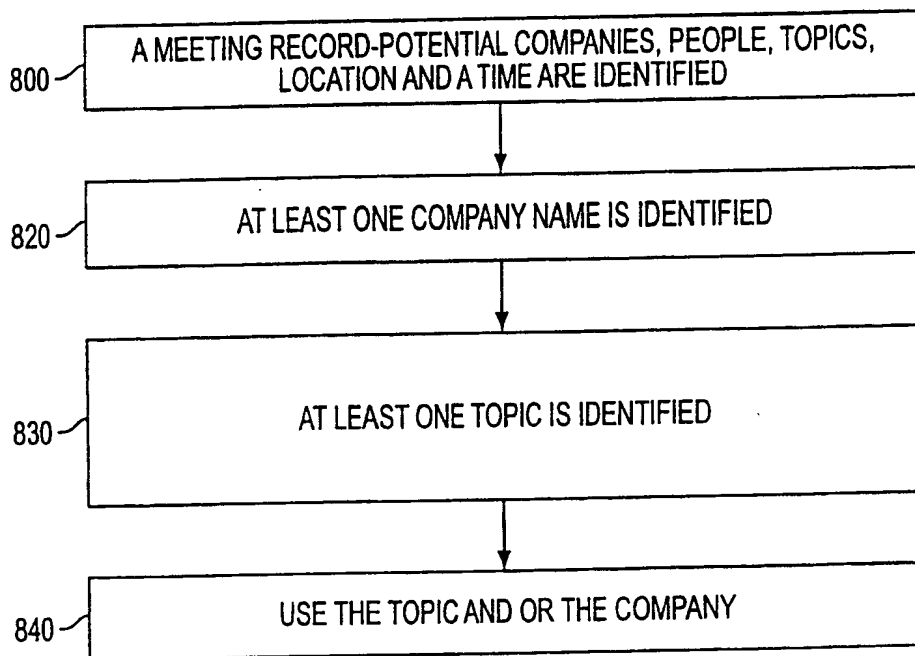 800
A MEETING RECORD-POTENTIAL COMPANIES, PEOPLE, TOPICS,
LOCATION AND A TIME ARE IDENTIFIED
820
AT LEAST ONE COMPANY NAME IS IDENTIFIED
830
AT LEAST ONE TOPIC IS IDENTIFIED
840
USE THE TOPIC AND OR THE COMPANY